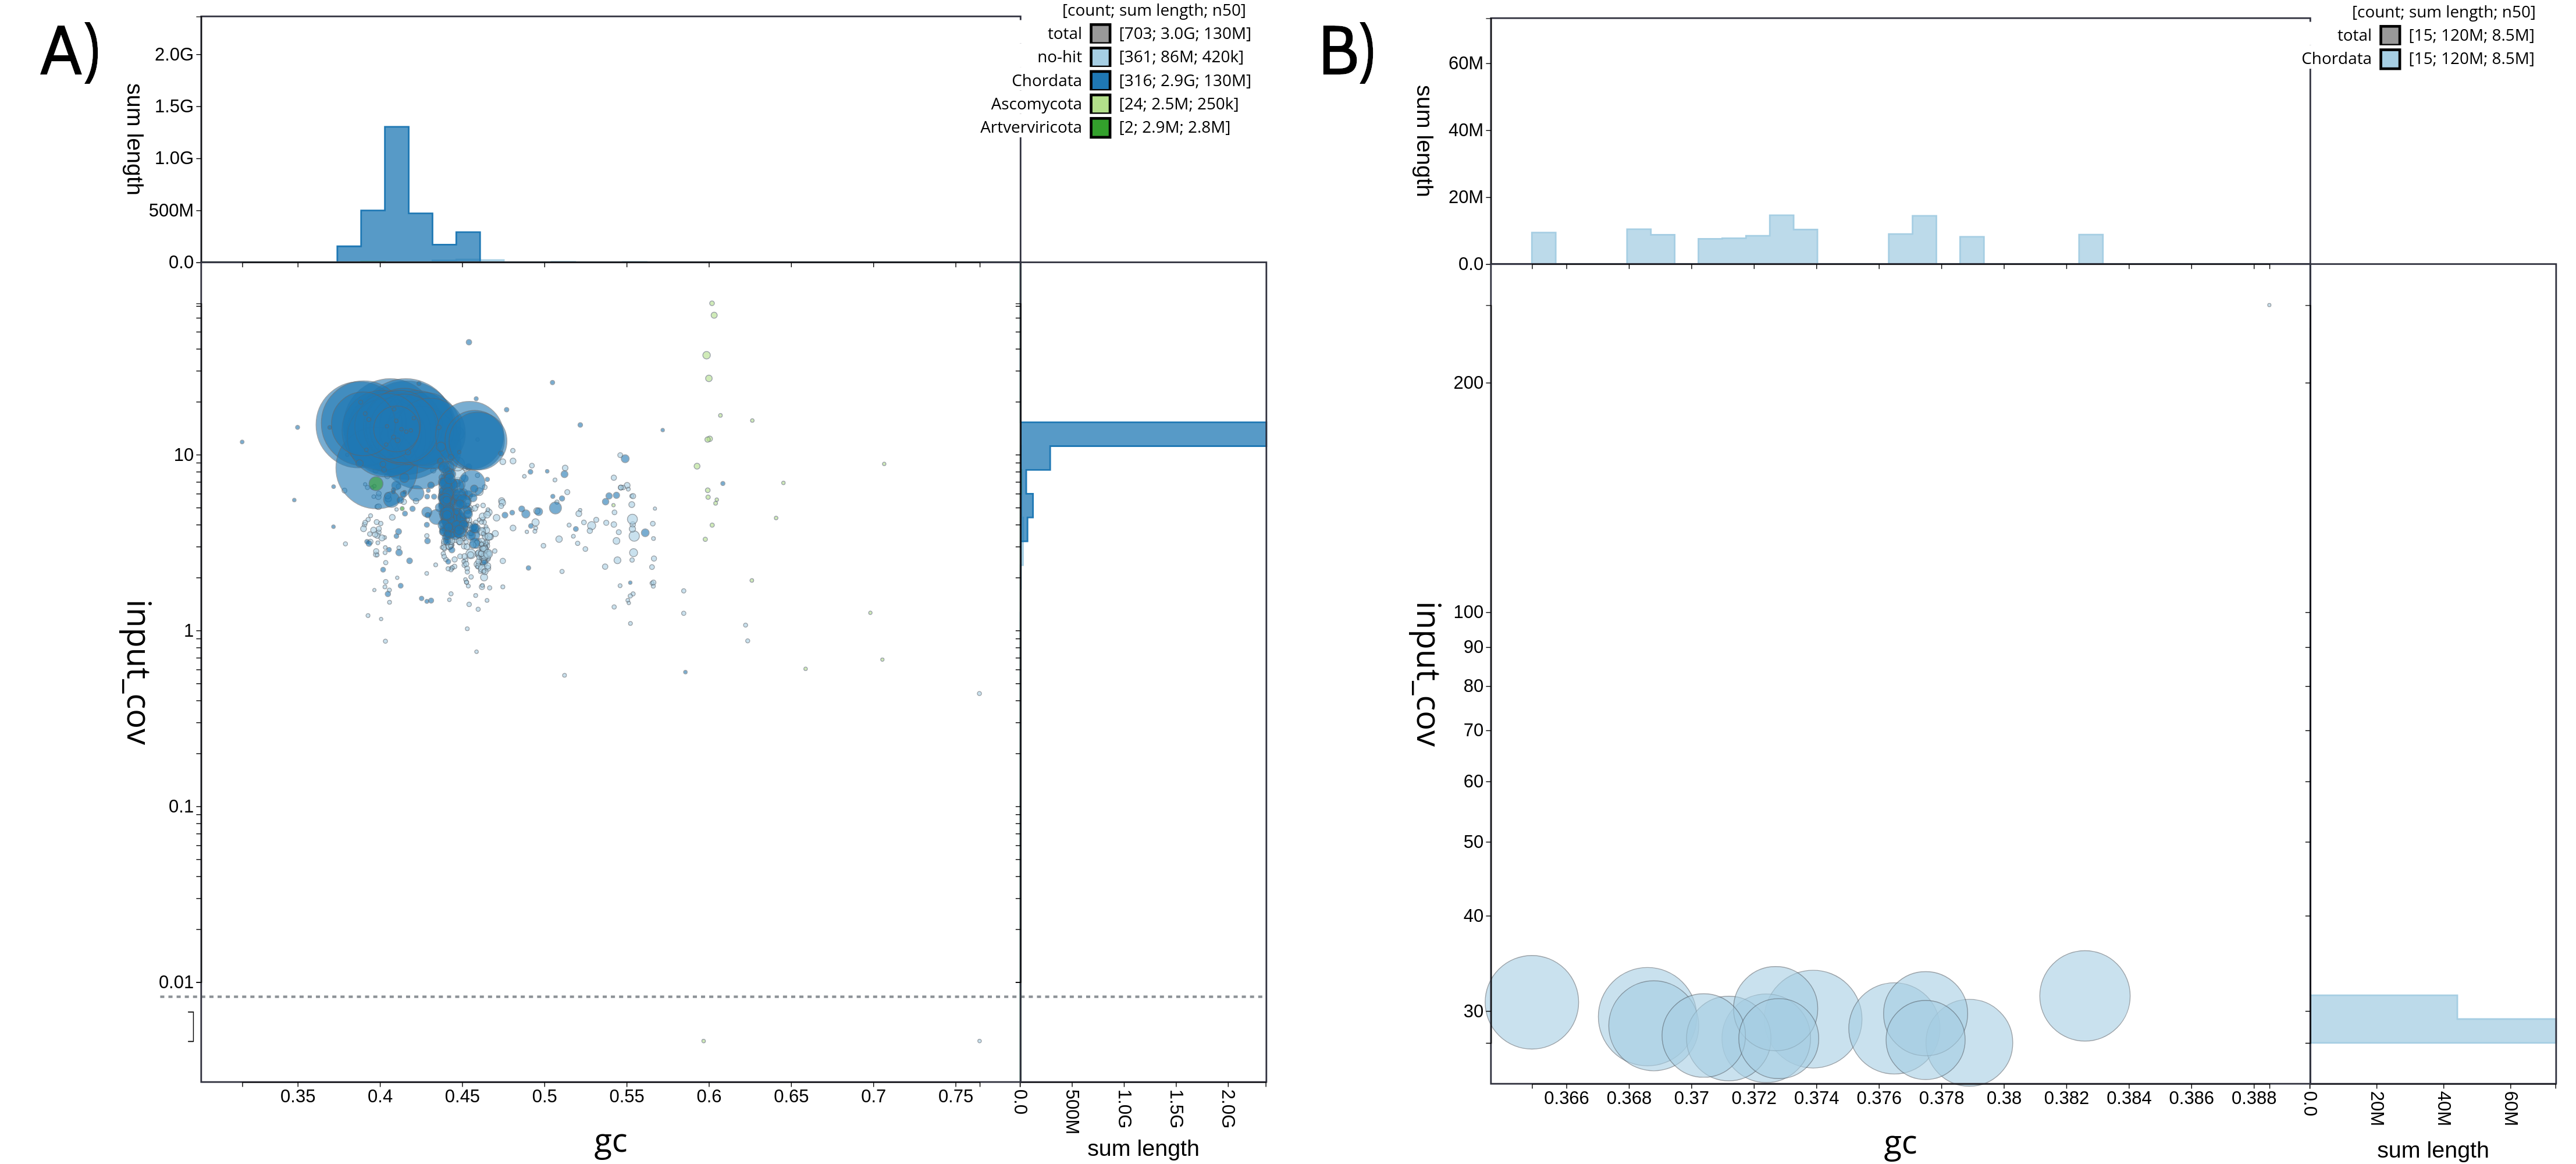 A)
[count; sum length; n50]
total [703; 3.0G; 130M]
no-hit [361; 86M; 420k]
Chordata [316; 2.9G; 130M]
Ascomycota [24; 2.5M; 250k]
Artverviricota [2; 2.9M; 2.8M]
sum length
2.0G
1.5G
1.0G
500M
0.0
input_cov
10
1
0.1
0.01
0.35 0.4 0.45 0.5 0.55 0.6 0.65 0.7 0.75
gc
0.0 500M 1.0G 1.5G 2.0G
sum length
B)
[count; sum length; n50]
total [15; 120M; 8.5M]
Chordata [15; 120M; 8.5M]
sum length
60M
40M
20M
0.0
input_cov
200
100
90
80
70
60
50
40
30
0.366 0.368 0.37 0.372 0.374 0.376 0.378 0.38 0.382 0.384 0.386 0.388
gc
0.0 20M 40M 60M
sum length